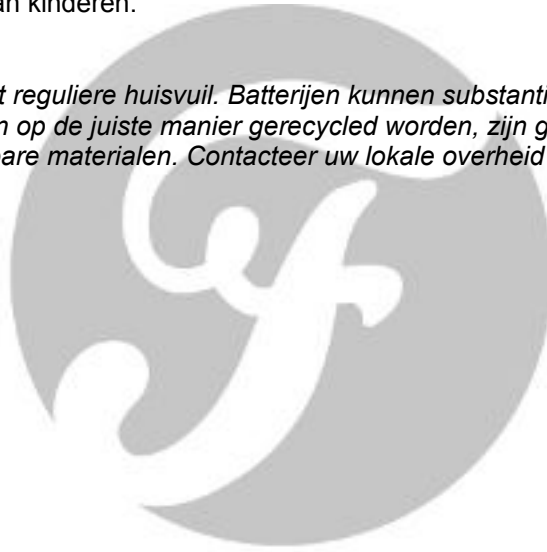 an kinderen.
t reguliere huisvuil. Batterijen kunnen substanti
n op de juiste manier gerecycled worden, zijn g
are materialen. Contacteer uw lokale overheid